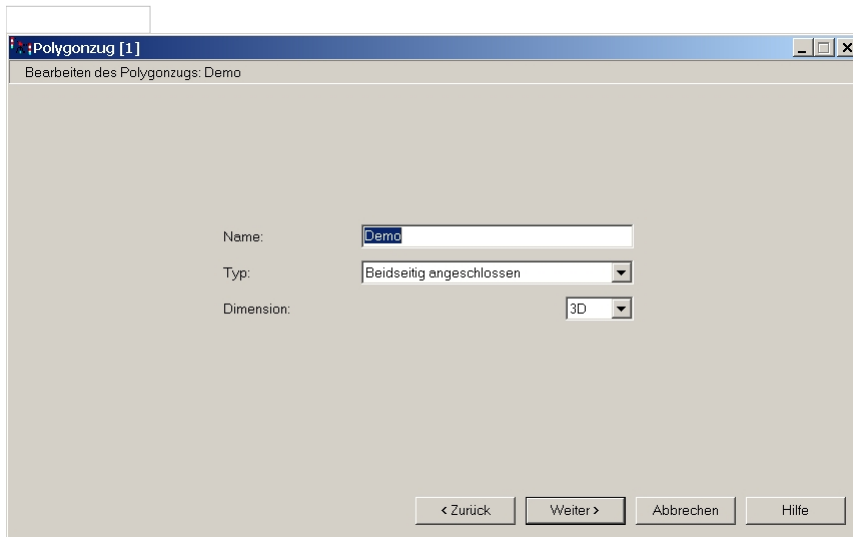 Polygonzug [1]
Bearbeiten des Polygonzugs: Demo
Name: Demo
Typ: Beidseitig angeschlossen
Dimension: 3D
< Zurück Weiter > Abbrechen Hilfe